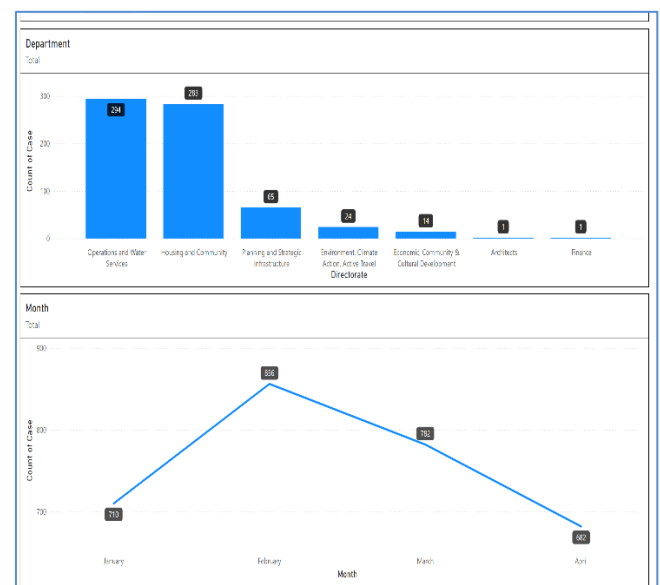 Department
Total
300
200
100
0
Count of Case
294
283
65
24
14
1
1
Operations and Water
Services
Housing and Community
Planning and Strategic
Infrastructure
Environment, Climate
Action, Active Travel
Economic, Community &
Cultural Development
Architects
Finance
Directorate
Month
Total
900
800
700
Count of Case
710
856
782
682
January
February
March
April
Month